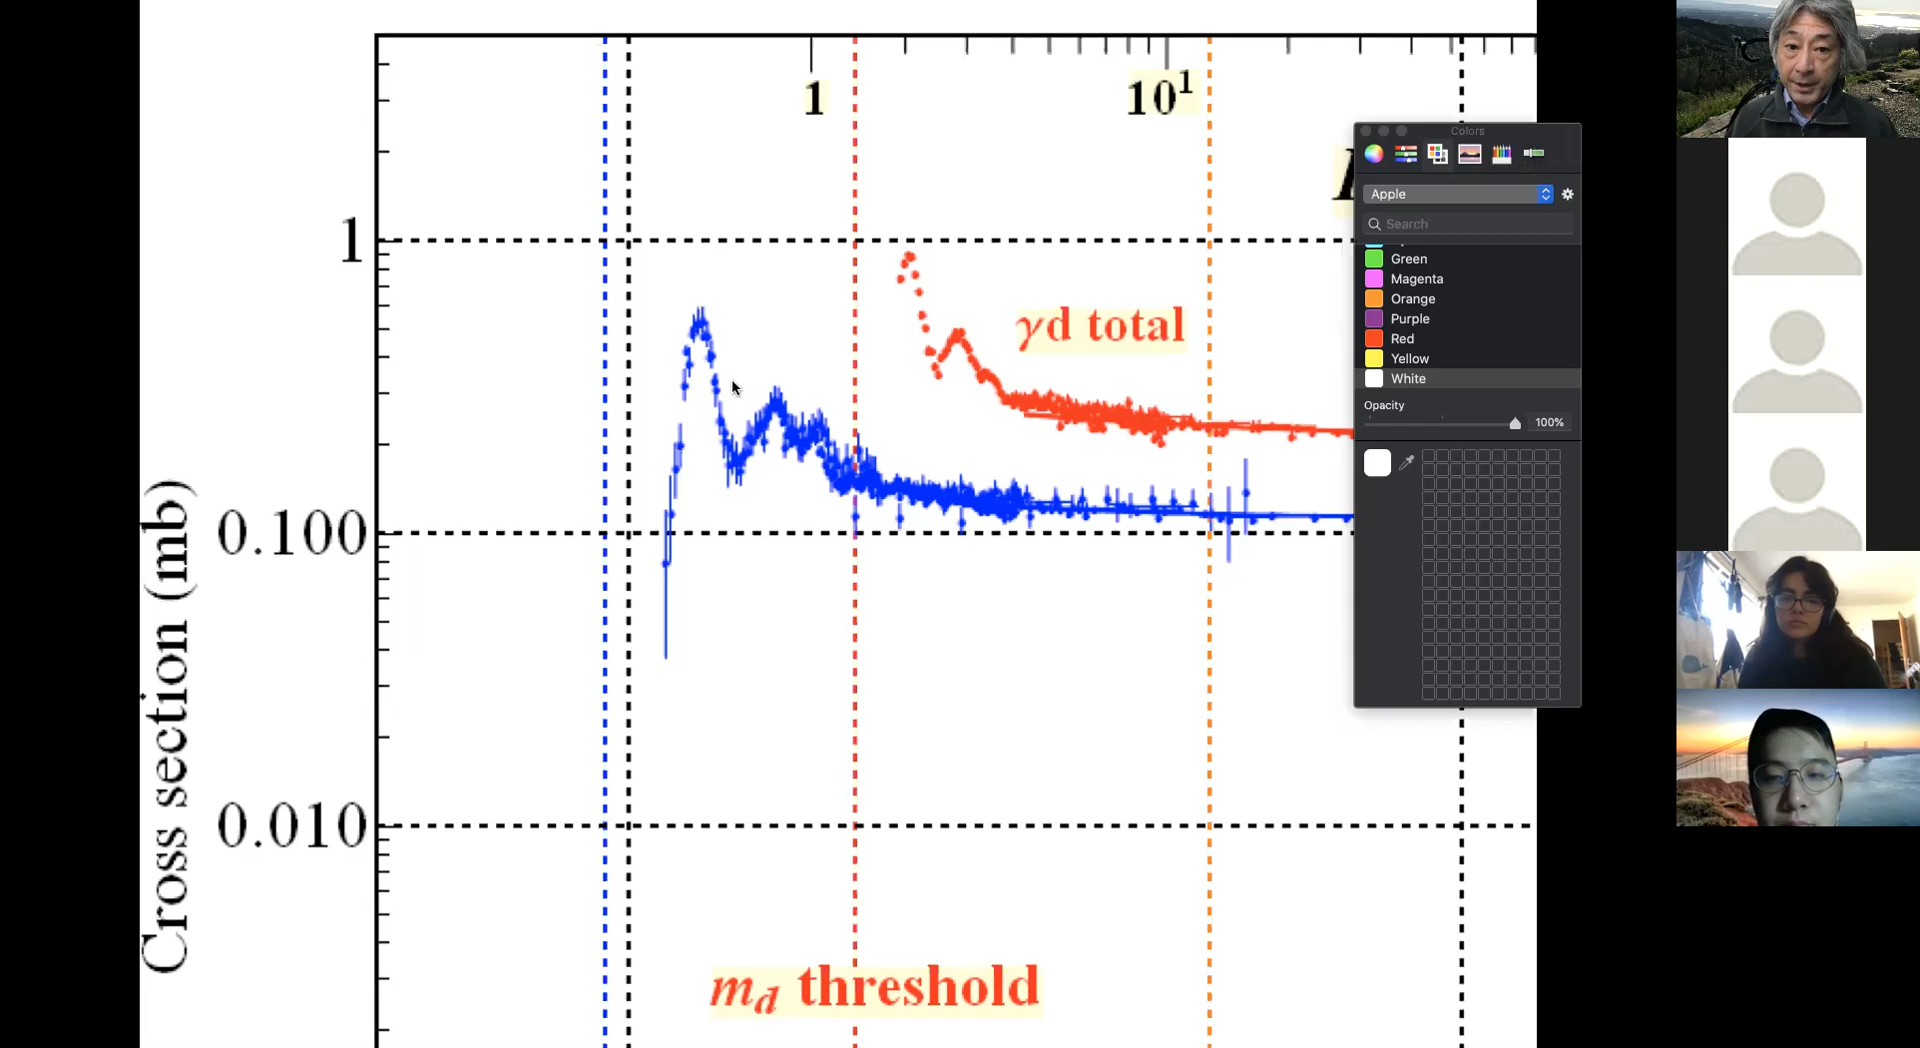 1
10¹
1
γd total
0.100
0.010
Cross section (mb)
m_d threshold
Colors
Apple
Search
Green
Magenta
Orange
Purple
Red
Yellow
White
Opacity
100%